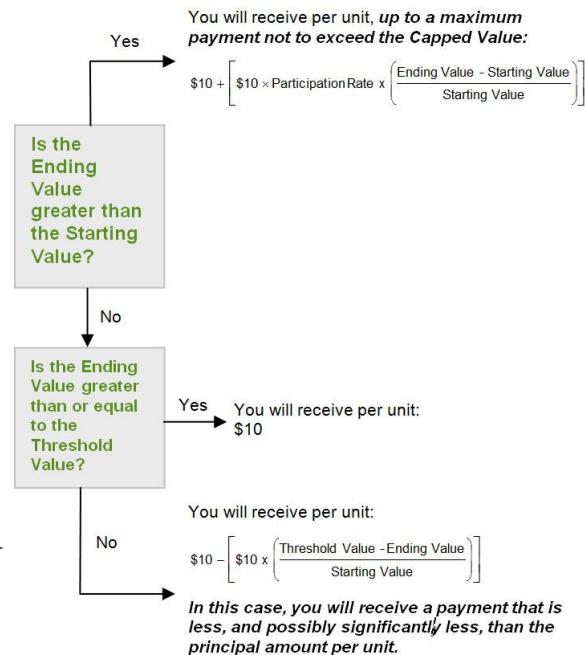 You will receive per unit, up to a maximum
payment not to exceed the Capped Value:
Yes
$10 + [$10 × Participation Rate x (Ending Value - Starting Value / Starting Value)]
Is the
Ending
Value
greater than
the Starting
Value?
No
Is the Ending
Value greater
than or equal
to the
Threshold
Value?
Yes
You will receive per unit:
$10
You will receive per unit:
No
$10 – [$10 x (Threshold Value - Ending Value / Starting Value)]
In this case, you will receive a payment that is
less, and possibly significantly less, than the
principal amount per unit.